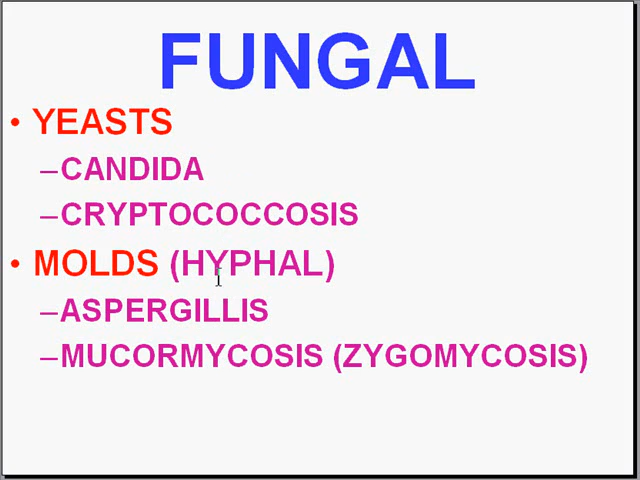 FUNGAL
• YEASTS
–CANDIDA
–CRYPTOCOCCOSIS
• MOLDS (HYPHAL)
–ASPERGILLIS
–MUCORMYCOSIS (ZYGOMYCOSIS)